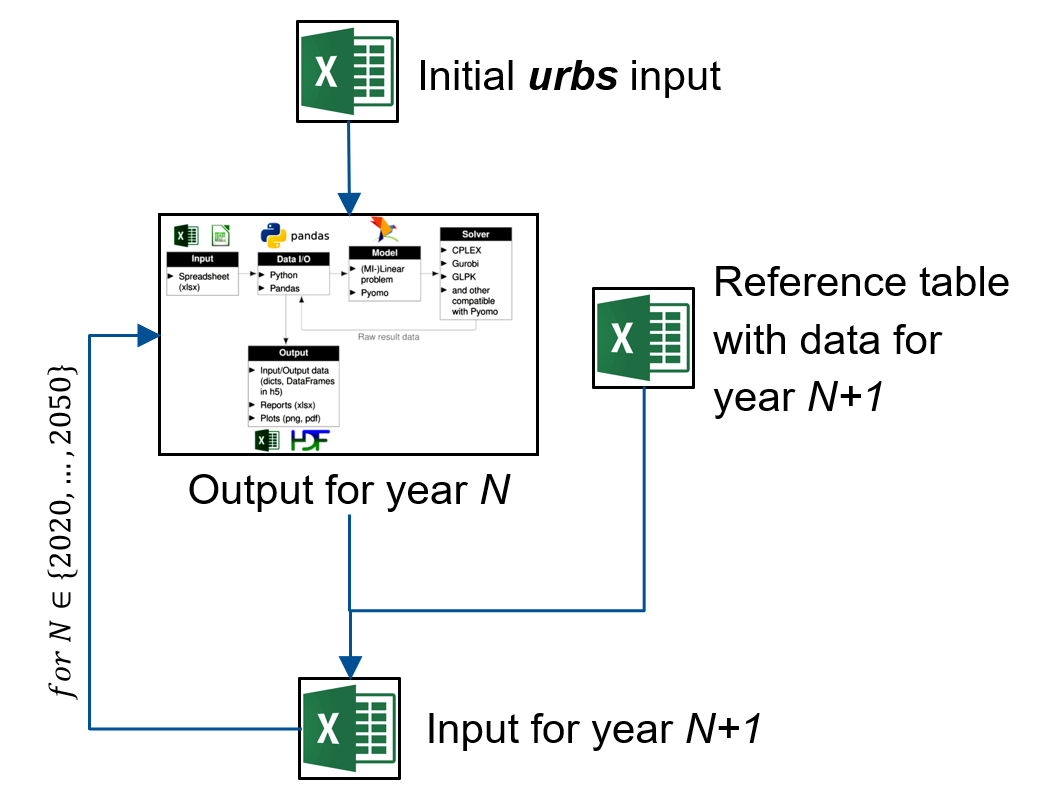 Initial urbs input
pandas
Input
Spreadsheet
(xlsx)
Data I/O
Python
Pandas
Model
(MI-)Linear
problem
Pyomo
Solver
CPLEX
Gurobi
GLPK
and other
compatible
with Pyomo
Raw result data
Output
Input/Output data
(dicts, DataFrames
in h5)
Reports (xlsx)
Plots (png, pdf)
HDF
Output for year N
Reference table
with data for
year N+1
for N ∈ {2020, … , 2050}
Input for year N+1